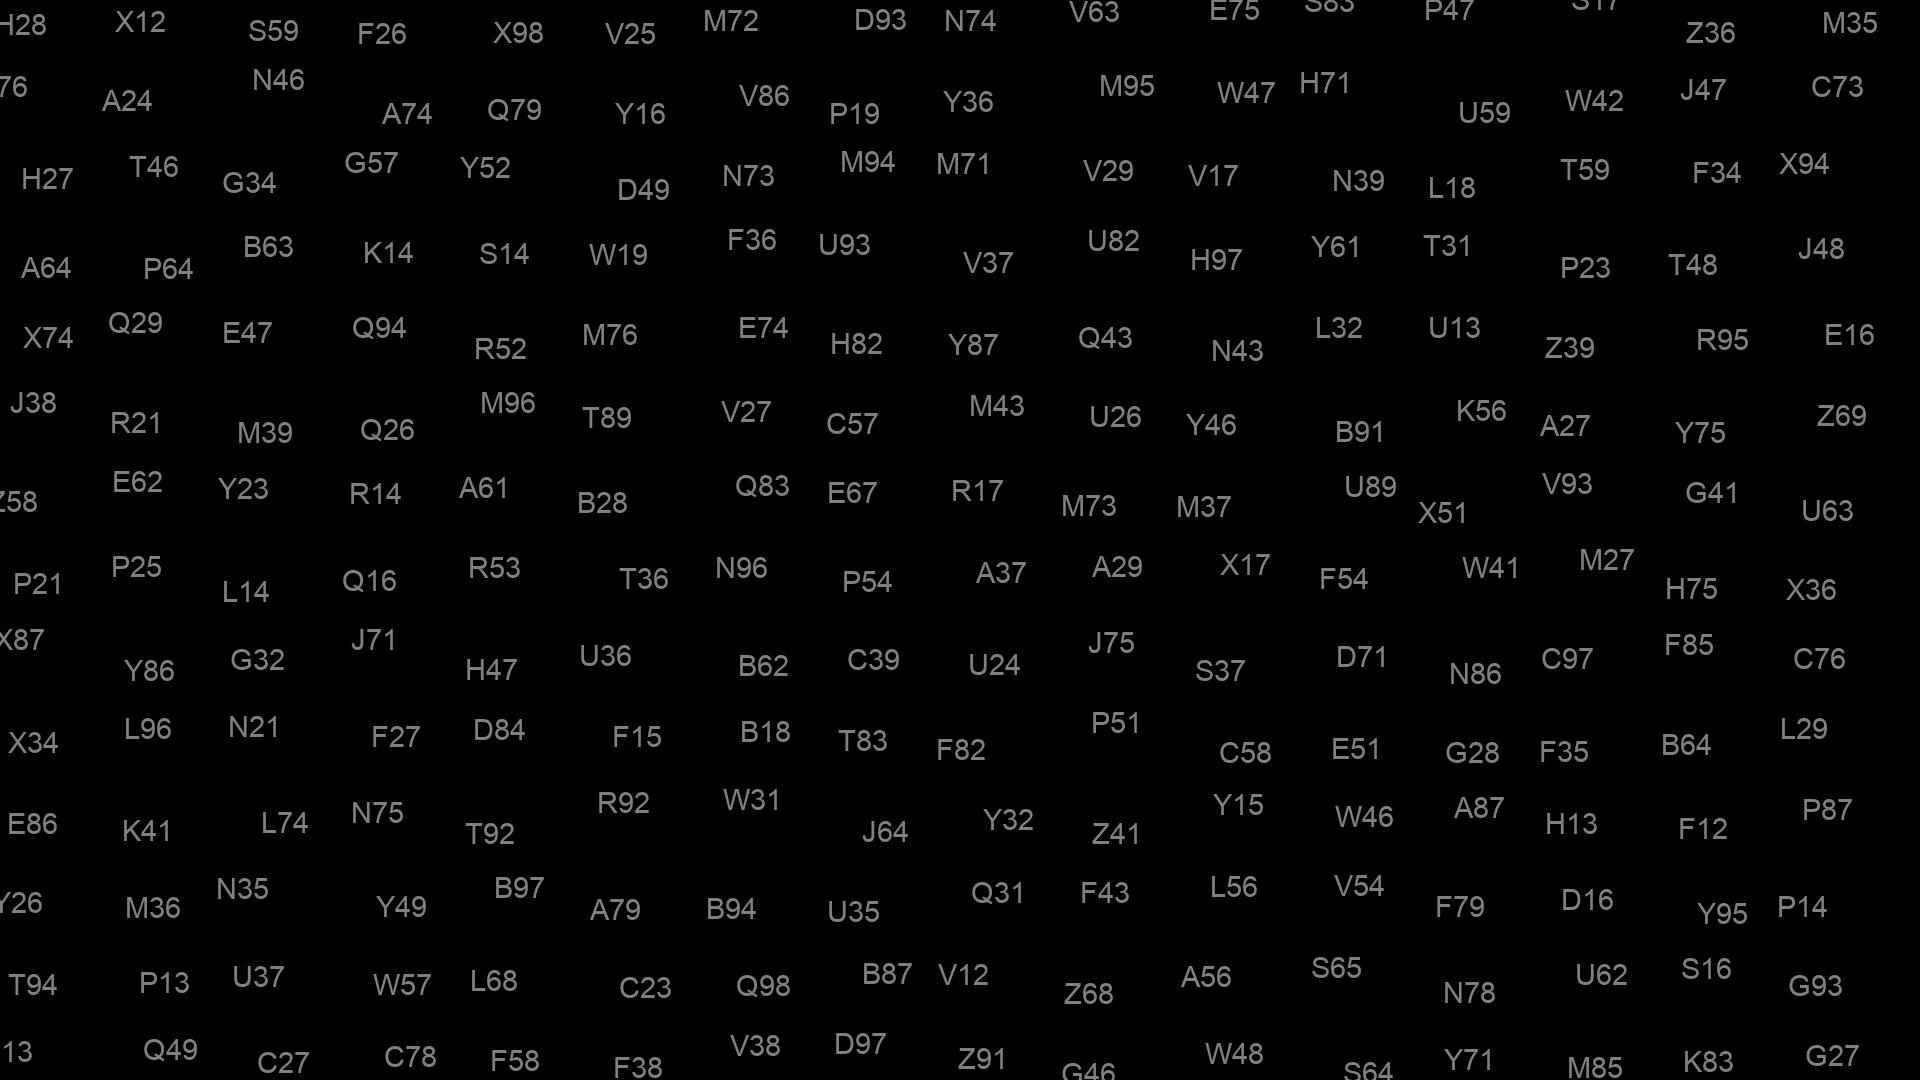 H28 X12 S59 F26 X98 V25 M72 D93 N74 V63 E75 S83 P47 S17 Z36 M35
76 A24 N46 A74 Q79 Y16 V86 P19 Y36 M95 W47 H71 U59 W42 J47 C73
H27 T46 G34 G57 Y52 D49 N73 M94 M71 V29 V17 N39 L18 T59 F34 X94
A64 P64 B63 K14 S14 W19 F36 U93 V37 U82 H97 Y61 T31 P23 T48 J48
X74 Q29 E47 Q94 R52 M76 E74 H82 Y87 Q43 N43 L32 U13 Z39 R95 E16
J38 R21 M39 Q26 M96 T89 V27 C57 M43 U26 Y46 B91 K56 A27 Y75 Z69
Z58 E62 Y23 R14 A61 B28 Q83 E67 R17 M73 M37 U89 X51 V93 G41 U63
P21 P25 L14 Q16 R53 T36 N96 P54 A37 A29 X17 F54 W41 M27 H75 X36
X87 Y86 G32 J71 H47 U36 B62 C39 U24 J75 S37 D71 N86 C97 F85 C76
X34 L96 N21 F27 D84 F15 B18 T83 F82 P51 C58 E51 G28 F35 B64 L29
E86 K41 L74 N75 T92 R92 W31 J64 Y32 Z41 Y15 W46 A87 H13 F12 P87
Y26 M36 N35 Y49 B97 A79 B94 U35 Q31 F43 L56 V54 F79 D16 Y95 P14
T94 P13 U37 W57 L68 C23 Q98 B87 V12 Z68 A56 S65 N78 U62 S16 G93
13 Q49 C27 C78 F58 F38 V38 D97 Z91 G46 W48 S64 Y71 M85 K83 G27